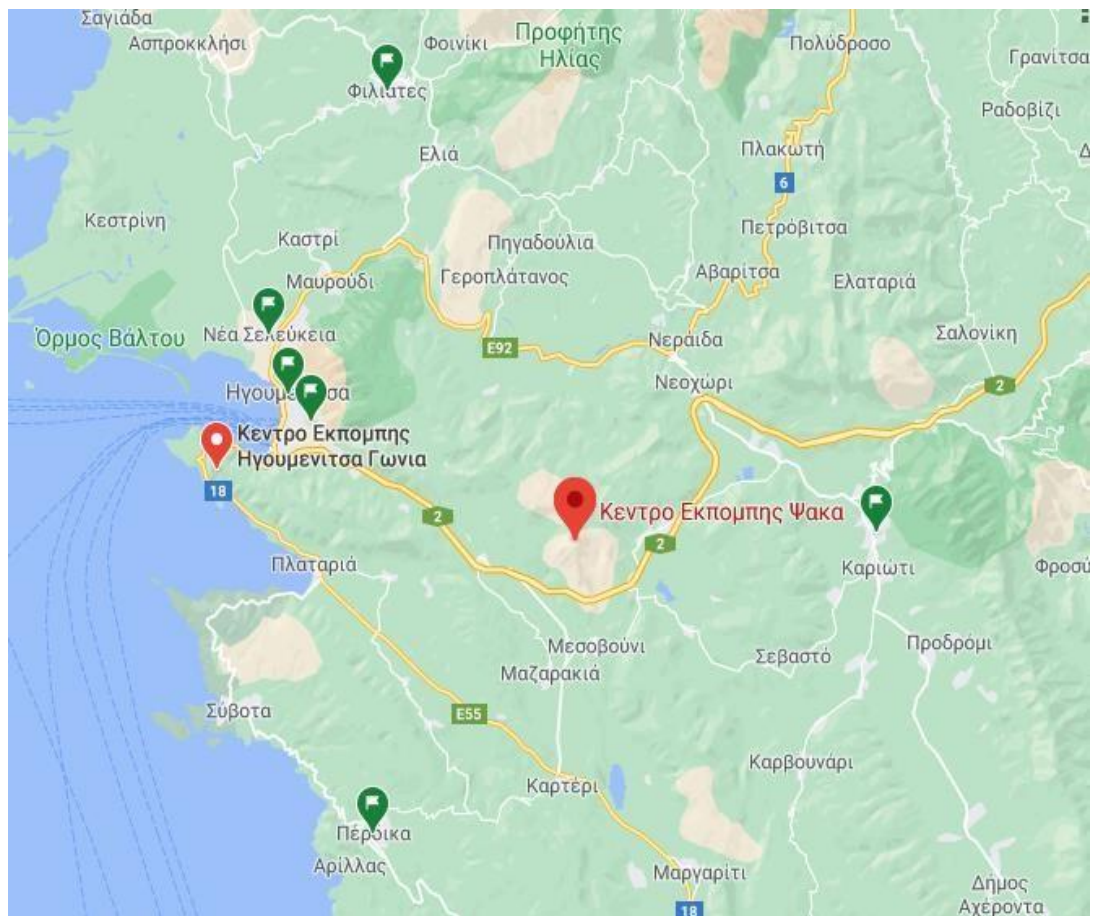 Σαγιάδα
Ασπροκκλήσι
Φοινίκι
Προφήτης
Ηλίας
Πολύδροσο
Γρανίτσα
Φιλιάτες
Ραδοβίζι
Ελιά
Πλακωτή
6
Κεστρίνη
Καστρί
Πηγαδούλια
Πετρόβιτσα
Μαυρούδι
Γεροπλάτανος
Αβαρίτσα
Ελαταριά
Όρμος Βάλτου
Νέα Σελεύκεια
E92
Νεράιδα
Σαλονίκη
Νεοχώρι
2
Ηγουμενίτσα
Κεντρο Εκπομπης
Ηγουμενιτσα Γωνια
18
2
Κεντρο Εκπομπης Ψακα
2
Πλαταριά
Καριώτι
Μεσοβούνι
Μαζαρακιά
Σεβαστό
Προδρόμι
Σύβοτα
E55
Καρβουνάρι
Καρτέρι
Πέρδικα
Αρίλλας
Μαργαρίτι
Δήμος
Αχέροντα
18